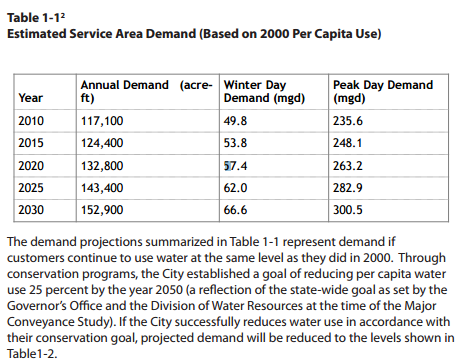 Table 1-1²
Estimated Service Area Demand (Based on 2000 Per Capita Use)
Year | Annual Demand (acre-ft) | Winter Day Demand (mgd) | Peak Day Demand (mgd)
2010 | 117,100 | 49.8 | 235.6
2015 | 124,400 | 53.8 | 248.1
2020 | 132,800 | 57.4 | 263.2
2025 | 143,400 | 62.0 | 282.9
2030 | 152,900 | 66.6 | 300.5
The demand projections summarized in Table 1-1 represent demand if
customers continue to use water at the same level as they did in 2000. Through
conservation programs, the City established a goal of reducing per capita water
use 25 percent by the year 2050 (a reflection of the state-wide goal as set by the
Governor's Office and the Division of Water Resources at the time of the Major
Conveyance Study). If the City successfully reduces water use in accordance with
their conservation goal, projected demand will be reduced to the levels shown in
Table1-2.